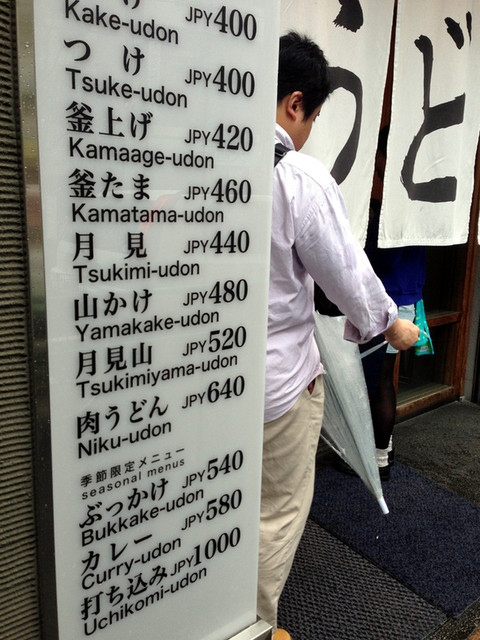 け
JPY400
Kake-udon
つけ
JPY400
Tsuke-udon
釜上げ
JPY420
Kamaage-udon
釜たま
JPY460
Kamatama-udon
月見
JPY440
Tsukimi-udon
山かけ
JPY480
Yamakake-udon
月見山
JPY520
Tsukimiyama-udon
肉うどん
JPY640
Niku-udon
季節限定メニュー
seasonal menus
ぶっかけ
JPY540
Bukkake-udon
カレー
JPY580
Curry-udon
打ち込み
JPY1000
Uchikomi-udon
うど